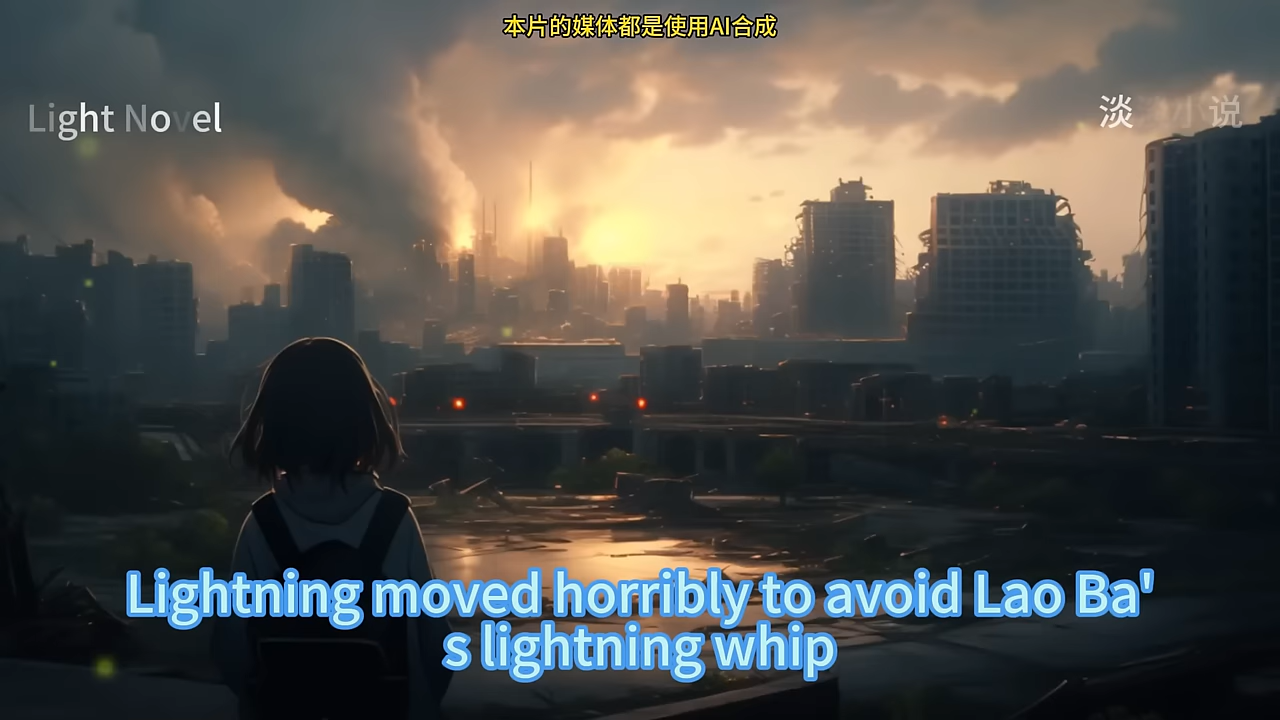 本片的媒体都是使用AI合成
Light Novel
淡 小说
Lightning moved horribly to avoid Lao Ba'
s lightning whip